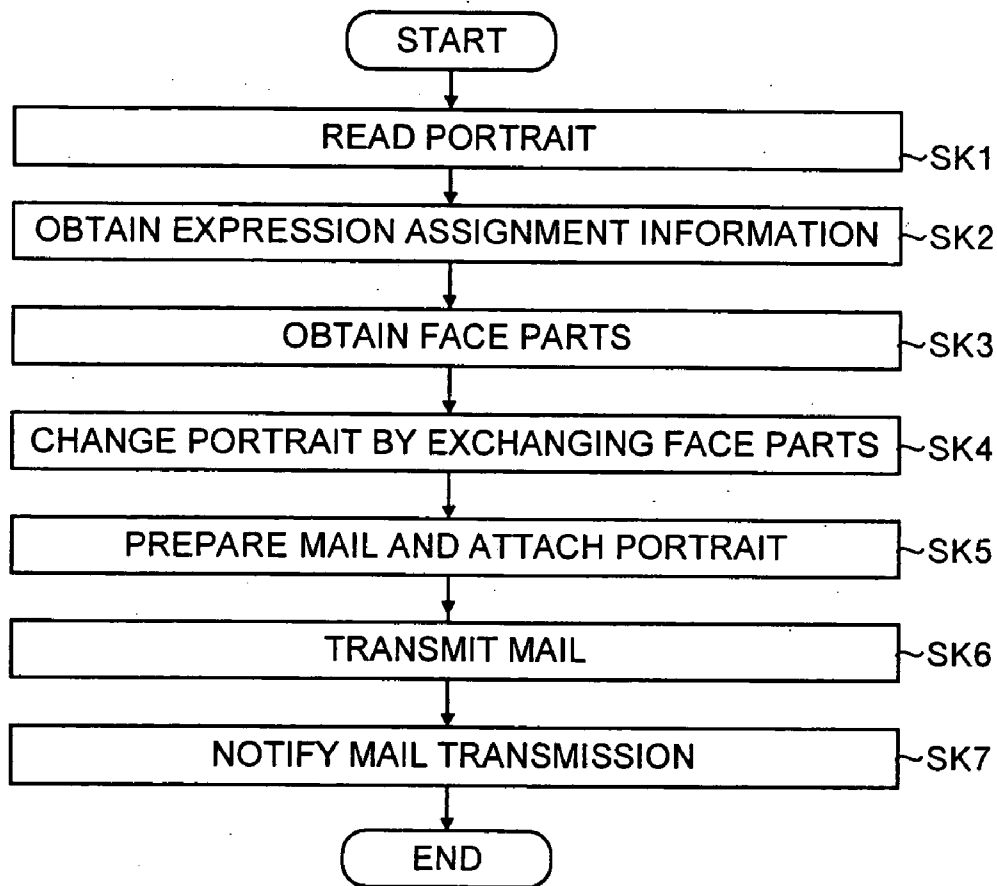 START
READ PORTRAIT
SK1
OBTAIN EXPRESSION ASSIGNMENT INFORMATION
SK2
OBTAIN FACE PARTS
SK3
CHANGE PORTRAIT BY EXCHANGING FACE PARTS
SK4
PREPARE MAIL AND ATTACH PORTRAIT
SK5
TRANSMIT MAIL
SK6
NOTIFY MAIL TRANSMISSION
SK7
END